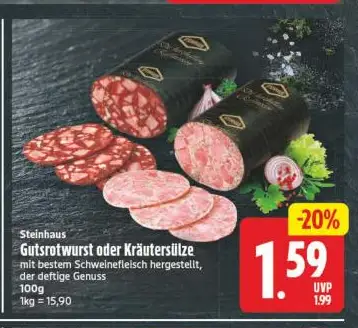 Steinhaus
Gutsrotwurst oder Kräutersülze
mit bestem Schweinefleisch hergestellt,
der deftige Genuss
100g
1kg = 15,90
-20%
1.59
UVP
1.99